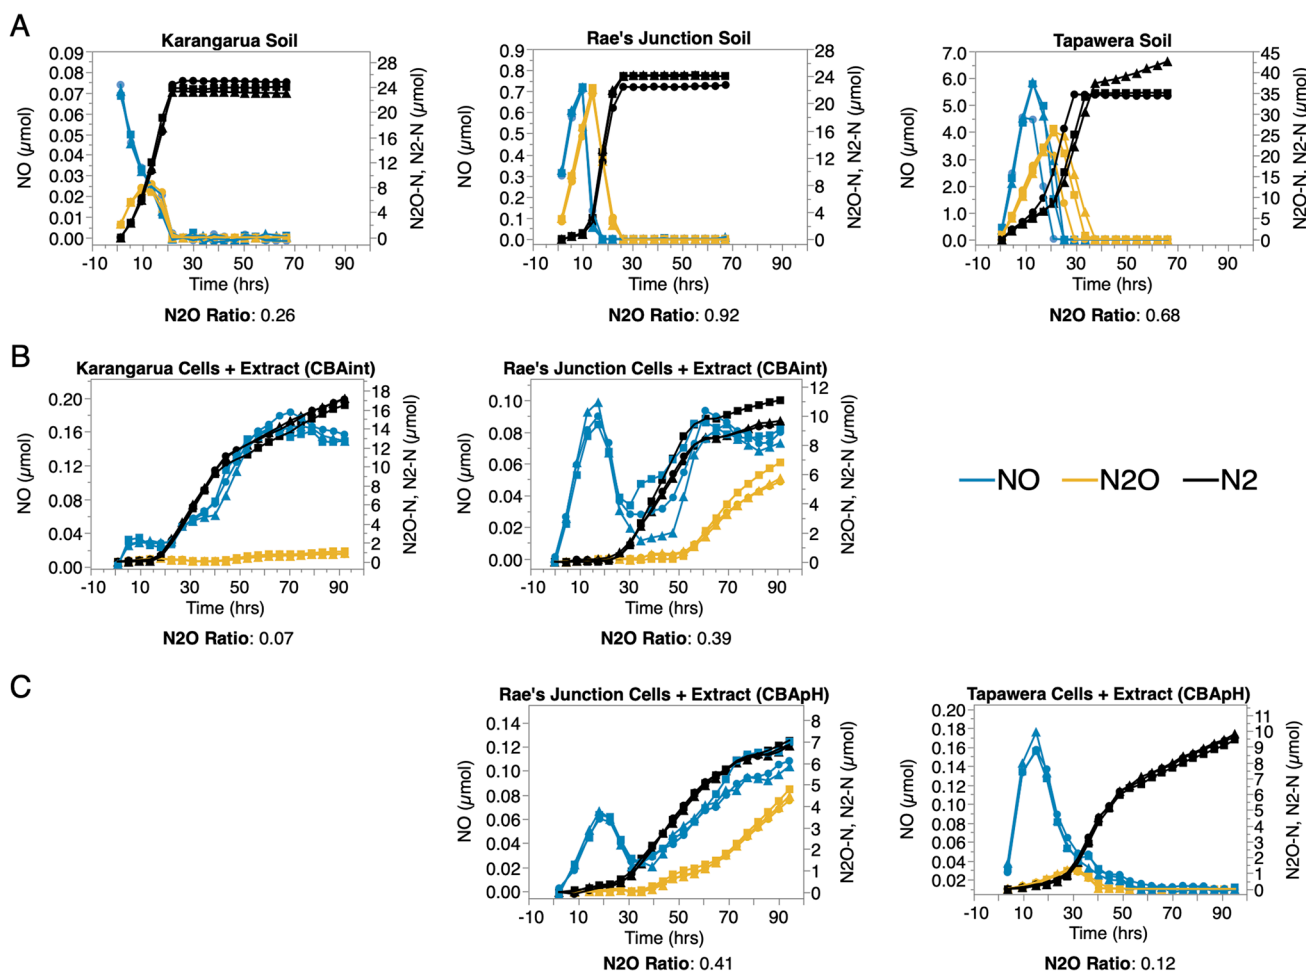 A
Karangarua Soil
Rae's Junction Soil
Tapawera Soil
0.09
0.08
0.07
0.06
0.05
0.04
0.03
0.02
0.01
0.00
NO (µmol)
28
24
20
16
12
8
4
0
N2O-N, N2-N (µmol)
-10 10 30 50 70 90
Time (hrs)
N2O Ratio: 0.26
0.9
0.8
0.7
0.6
0.5
0.4
0.3
0.2
0.1
0.0
NO (µmol)
28
24
20
16
12
8
4
0
N2O-N, N2-N (µmol)
-10 10 30 50 70 90
Time (hrs)
N2O Ratio: 0.92
7.0
6.0
5.0
4.0
3.0
2.0
1.0
0.0
NO (µmol)
45
40
35
30
25
20
15
10
5
0
N2O-N, N2-N (µmol)
-10 10 30 50 70 90
Time (hrs)
N2O Ratio: 0.68
B
Karangarua Cells + Extract (CBAint)
Rae's Junction Cells + Extract (CBAint)
0.20
0.16
0.12
0.08
0.04
0.00
NO (µmol)
18
16
14
12
10
8
6
4
2
0
N2O-N, N2-N (µmol)
-10 10 30 50 70 90
Time (hrs)
N2O Ratio: 0.07
0.10
0.08
0.06
0.04
0.02
0.00
NO (µmol)
12
10
8
6
4
2
0
N2O-N, N2-N (µmol)
-10 10 30 50 70 90
Time (hrs)
N2O Ratio: 0.39
NO N2O N2
C
Rae's Junction Cells + Extract (CBApH)
Tapawera Cells + Extract (CBApH)
0.14
0.12
0.10
0.08
0.06
0.04
0.02
0.00
NO (µmol)
8
7
6
5
4
3
2
1
0
N2O-N, N2-N (µmol)
-10 10 30 50 70 90
Time (hrs)
N2O Ratio: 0.41
0.20
0.18
0.16
0.14
0.12
0.10
0.08
0.06
0.04
0.02
NO (µmol)
11
10
9
8
7
6
5
4
3
2
1
0
N2O-N, N2-N (µmol)
-10 10 30 50 70 90
Time (hrs)
N2O Ratio: 0.12